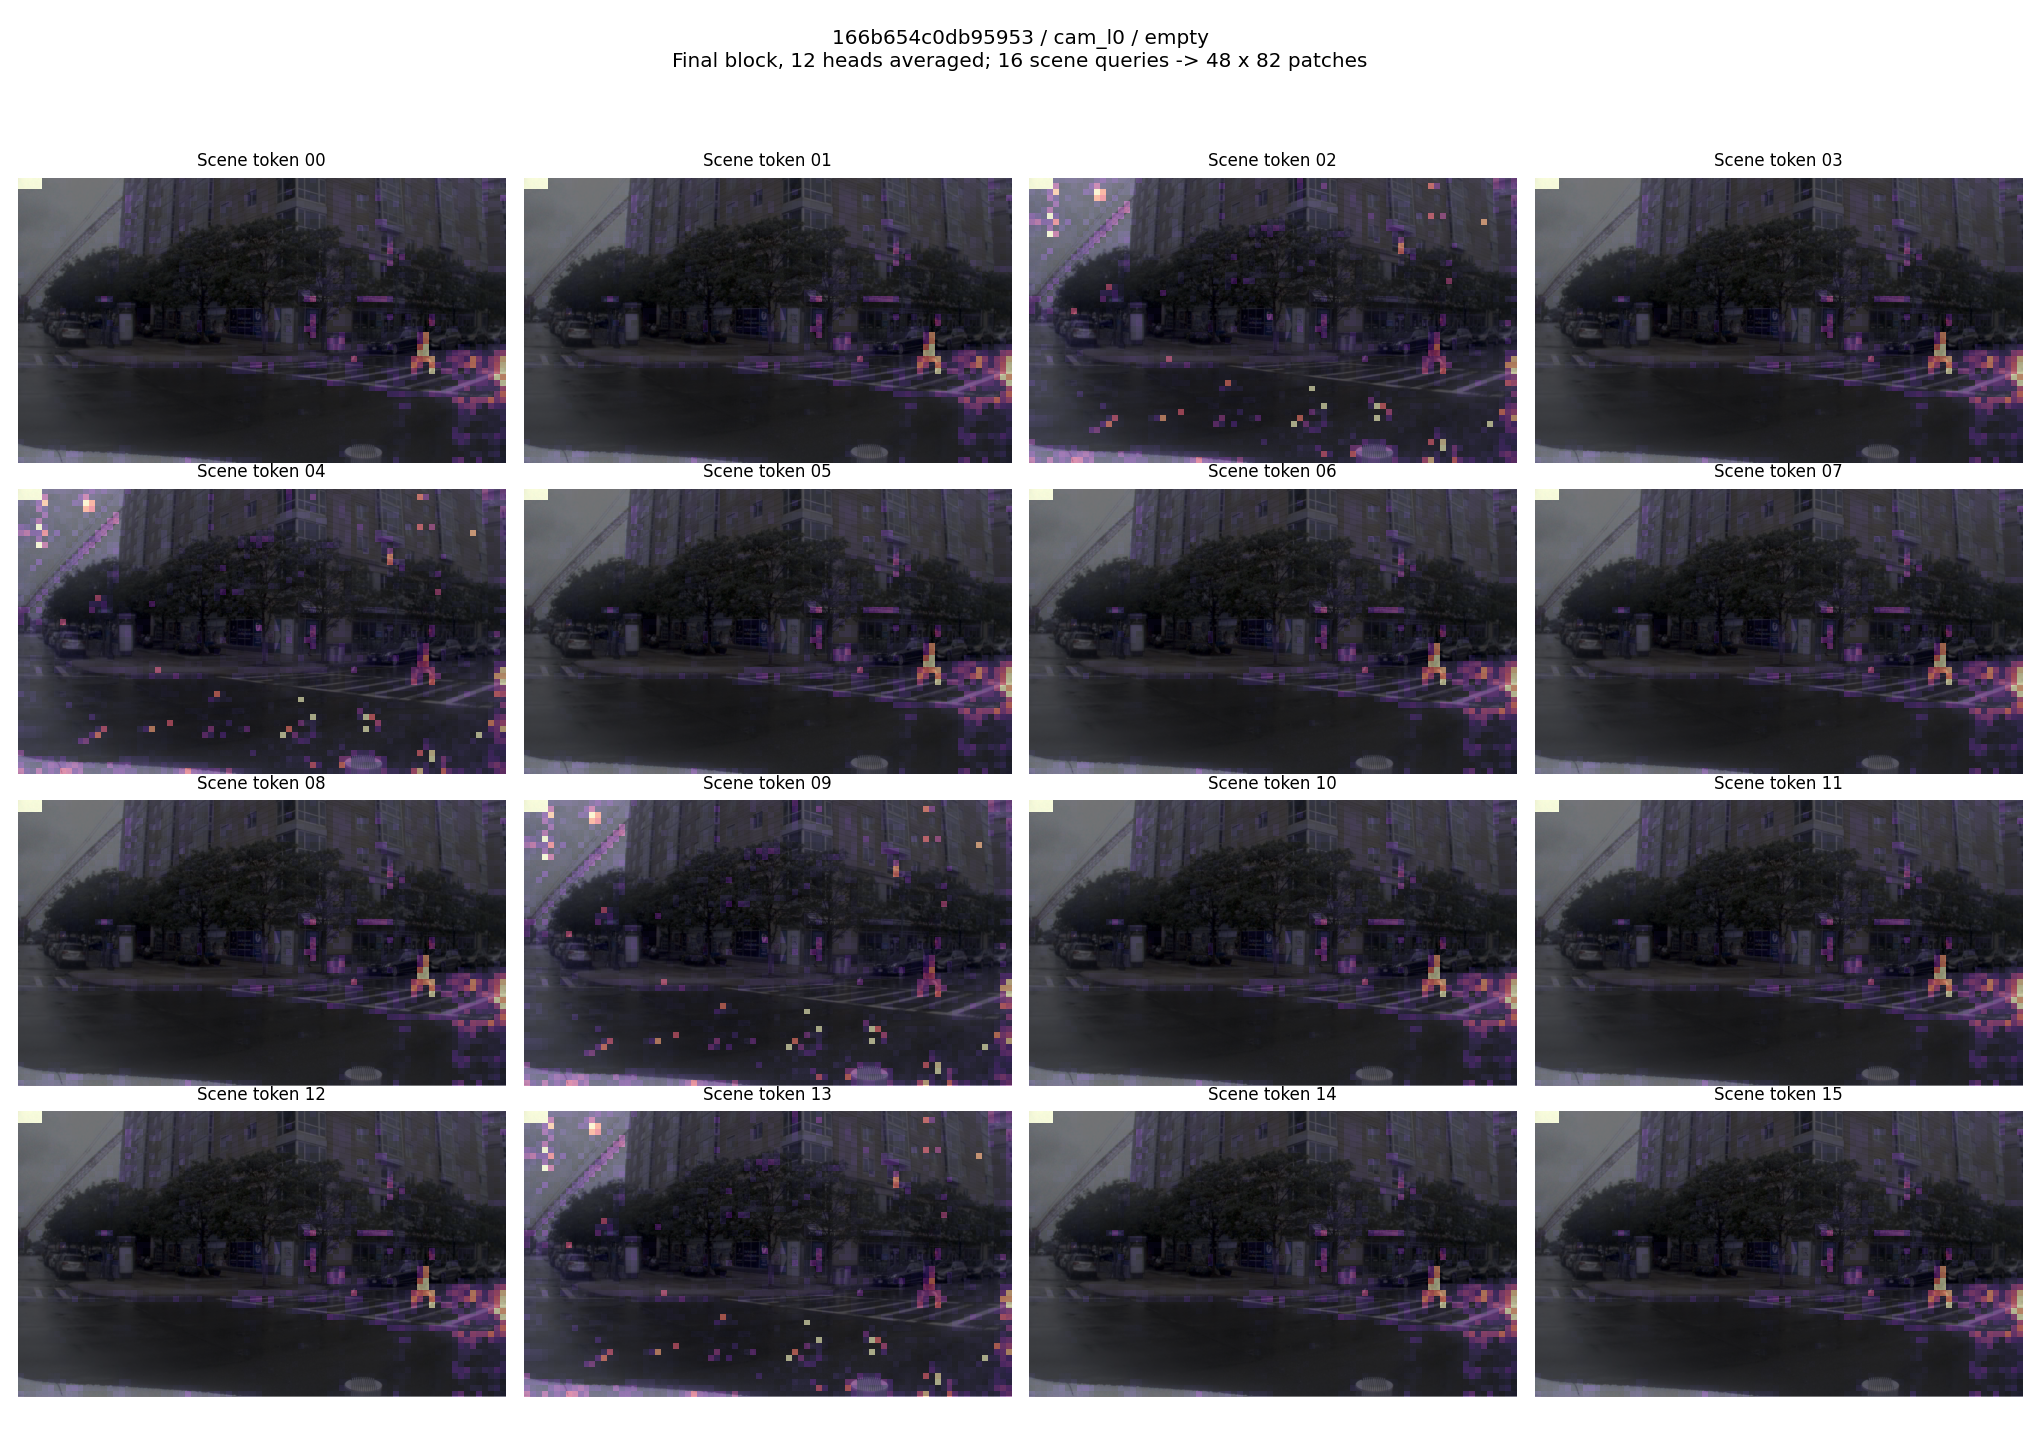 166b654c0db95953 / cam_l0 / empty
Final block, 12 heads averaged; 16 scene queries -> 48 x 82 patches
Scene token 00
Scene token 01
Scene token 02
Scene token 03
Scene token 04
Scene token 05
Scene token 06
Scene token 07
Scene token 08
Scene token 09
Scene token 10
Scene token 11
Scene token 12
Scene token 13
Scene token 14
Scene token 15